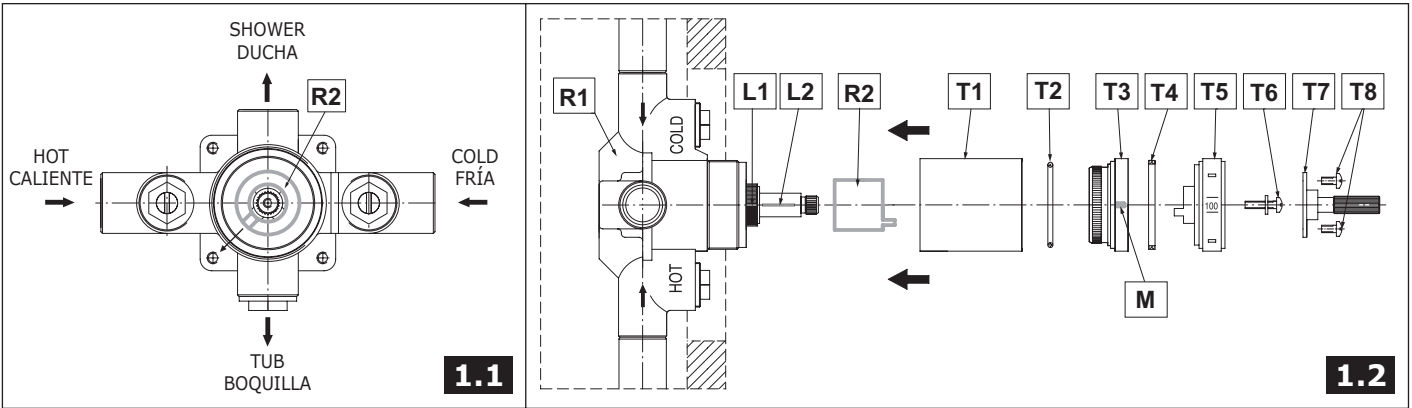 SHOWER
DUCHA
R2
HOT
CALIENTE
COLD
FRÍA
TUB
BOQUILLA
1.1
R1
L1
L2
R2
T1
T2
T3
T4
T5
T6
T7
T8
COLD
100
HOT
M
1.2